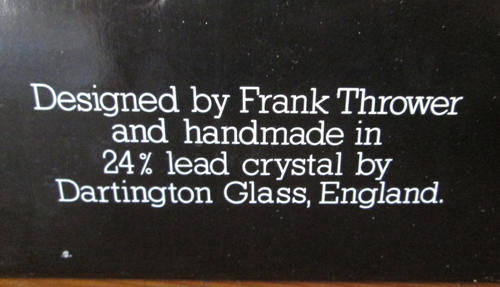 Designed by Frank Thrower
and handmade in
24% lead crystal by
Dartington Glass, England.